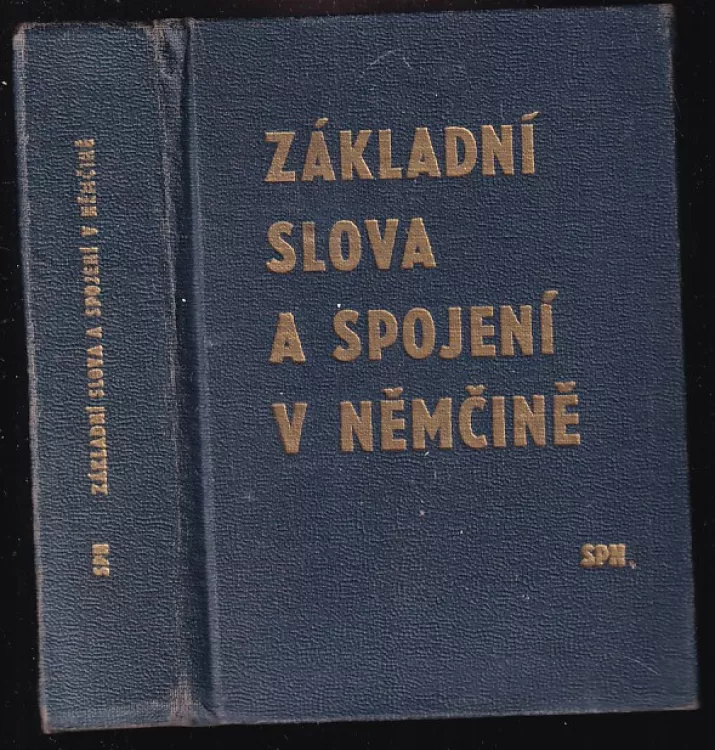 SPN ZÁKLADNÍ SLOVA A SPOJENÍ V NĚMČINĚ
ZÁKLADNÍ
SLOVA
A SPOJENÍ
V NĚMČINĚ
SPN